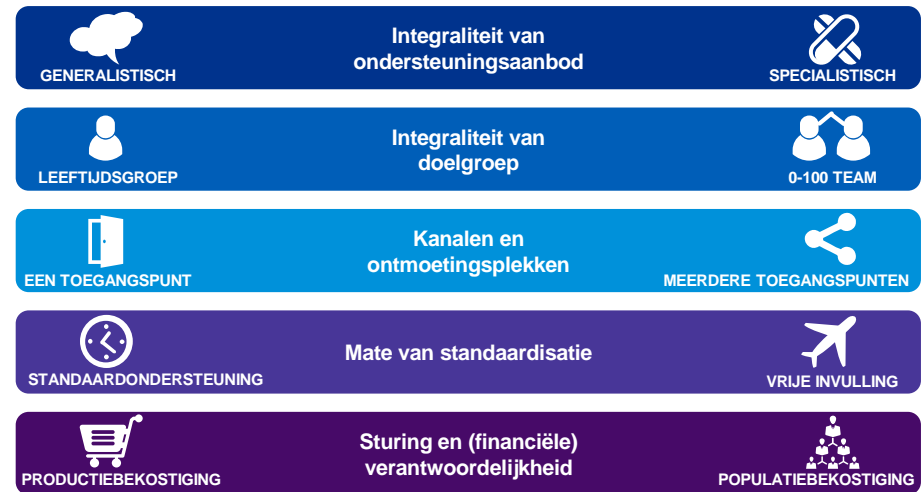 Integraliteit van
ondersteuningsaanbod
GENERALISTISCH
SPECIALISTISCH
Integraliteit van
doelgroep
LEEFTIJDSGROEP
0-100 TEAM
Kanalen en
ontmoetingsplekken
EEN TOEGANGSPUNT
MEERDERE TOEGANGSPUNTEN
Mate van standaardisatie
STANDAARDONDERSTEUNING
VRIJE INVULLING
Sturing en (financiële)
verantwoordelijkheid
PRODUCTIEBEKOSTIGING
POPULATIEBEKOSTIGING